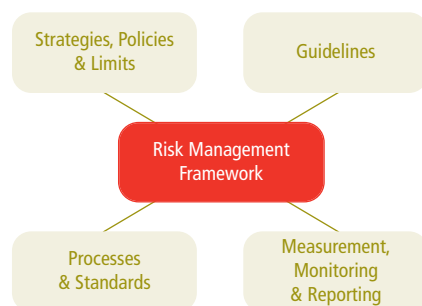 Strategies, Policies
& Limits
Guidelines
Risk Management
Framework
Processes
& Standards
Measurement,
Monitoring
& Reporting